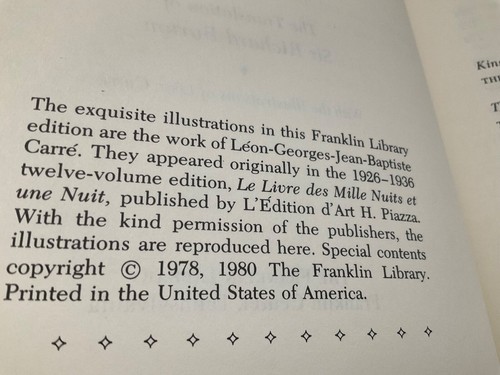 The exquisite illustrations in this Franklin Library
edition are the work of Léon-Georges-Jean-Baptiste
Carré. They appeared originally in the 1926–1936
twelve-volume edition, Le Livre des Mille Nuits et
une Nuit, published by L'Édition d'Art H. Piazza.
With the kind permission of the publishers, the
illustrations are reproduced here. Special contents
copyright © 1978, 1980 The Franklin Library.
Printed in the United States of America.